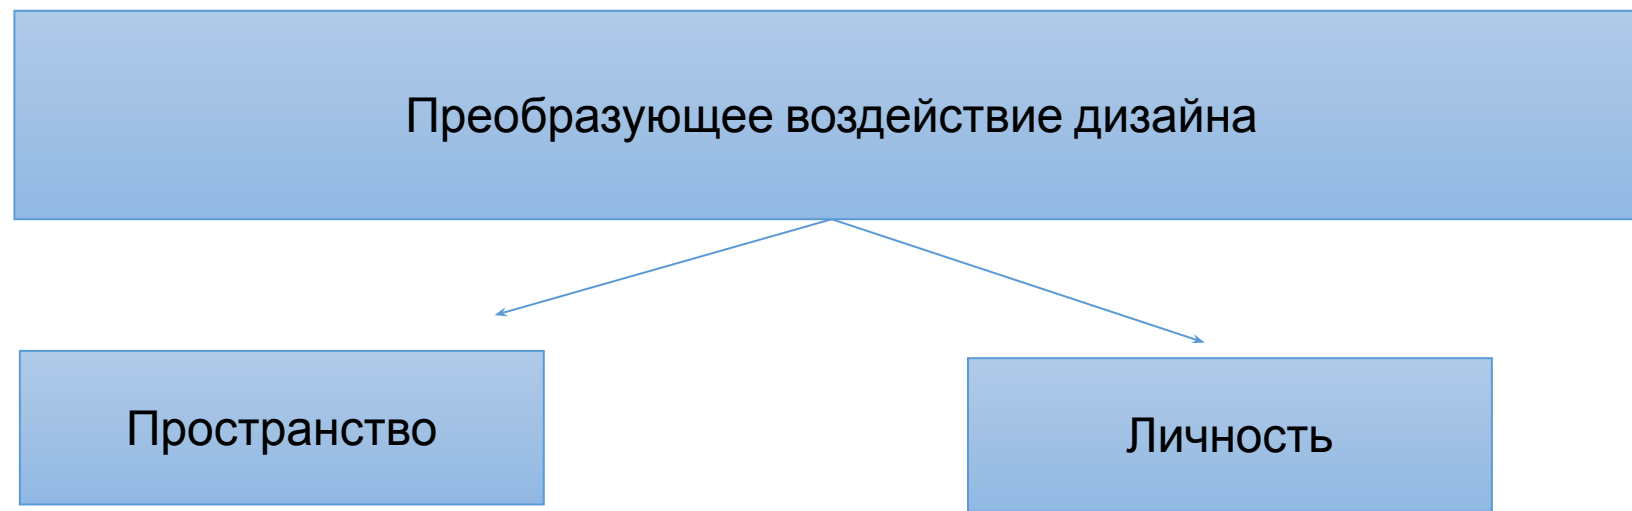 Преобразующее воздействие дизайна
Пространство
Личность